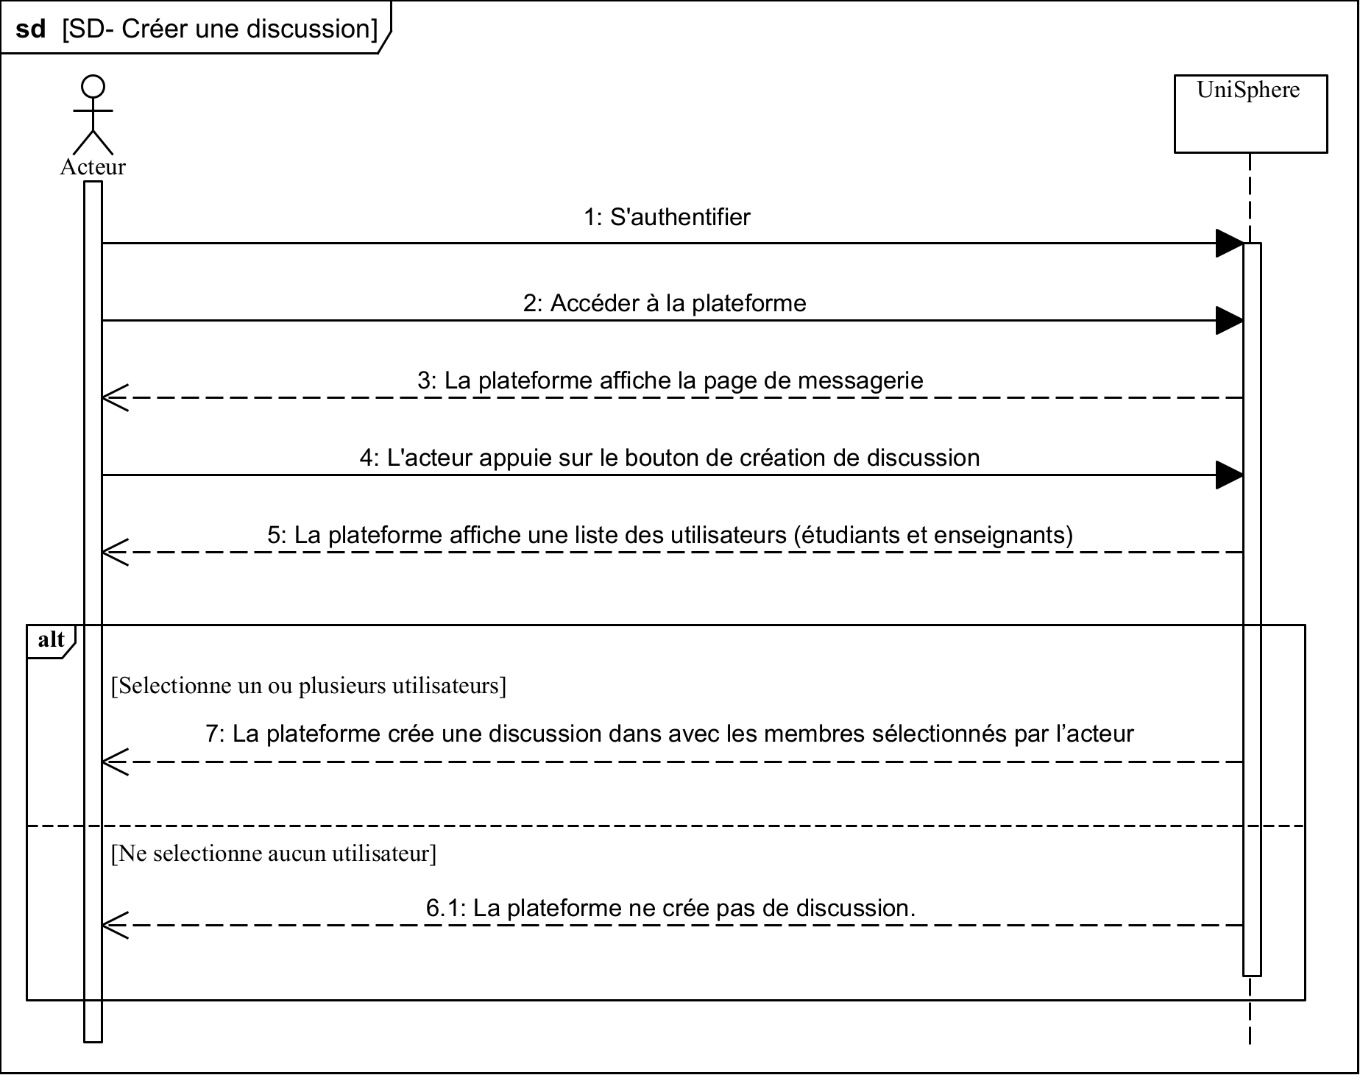 sd [SD- Créer une discussion]
UniSphere
Acteur
1: S'authentifier
2: Accéder à la plateforme
3: La plateforme affiche la page de messagerie
4: L'acteur appuie sur le bouton de création de discussion
5: La plateforme affiche une liste des utilisateurs (étudiants et enseignants)
alt
[Selectionne un ou plusieurs utilisateurs]
7: La plateforme crée une discussion dans avec les membres sélectionnés par l’acteur
[Ne selectionne aucun utilisateur]
6.1: La plateforme ne crée pas de discussion.